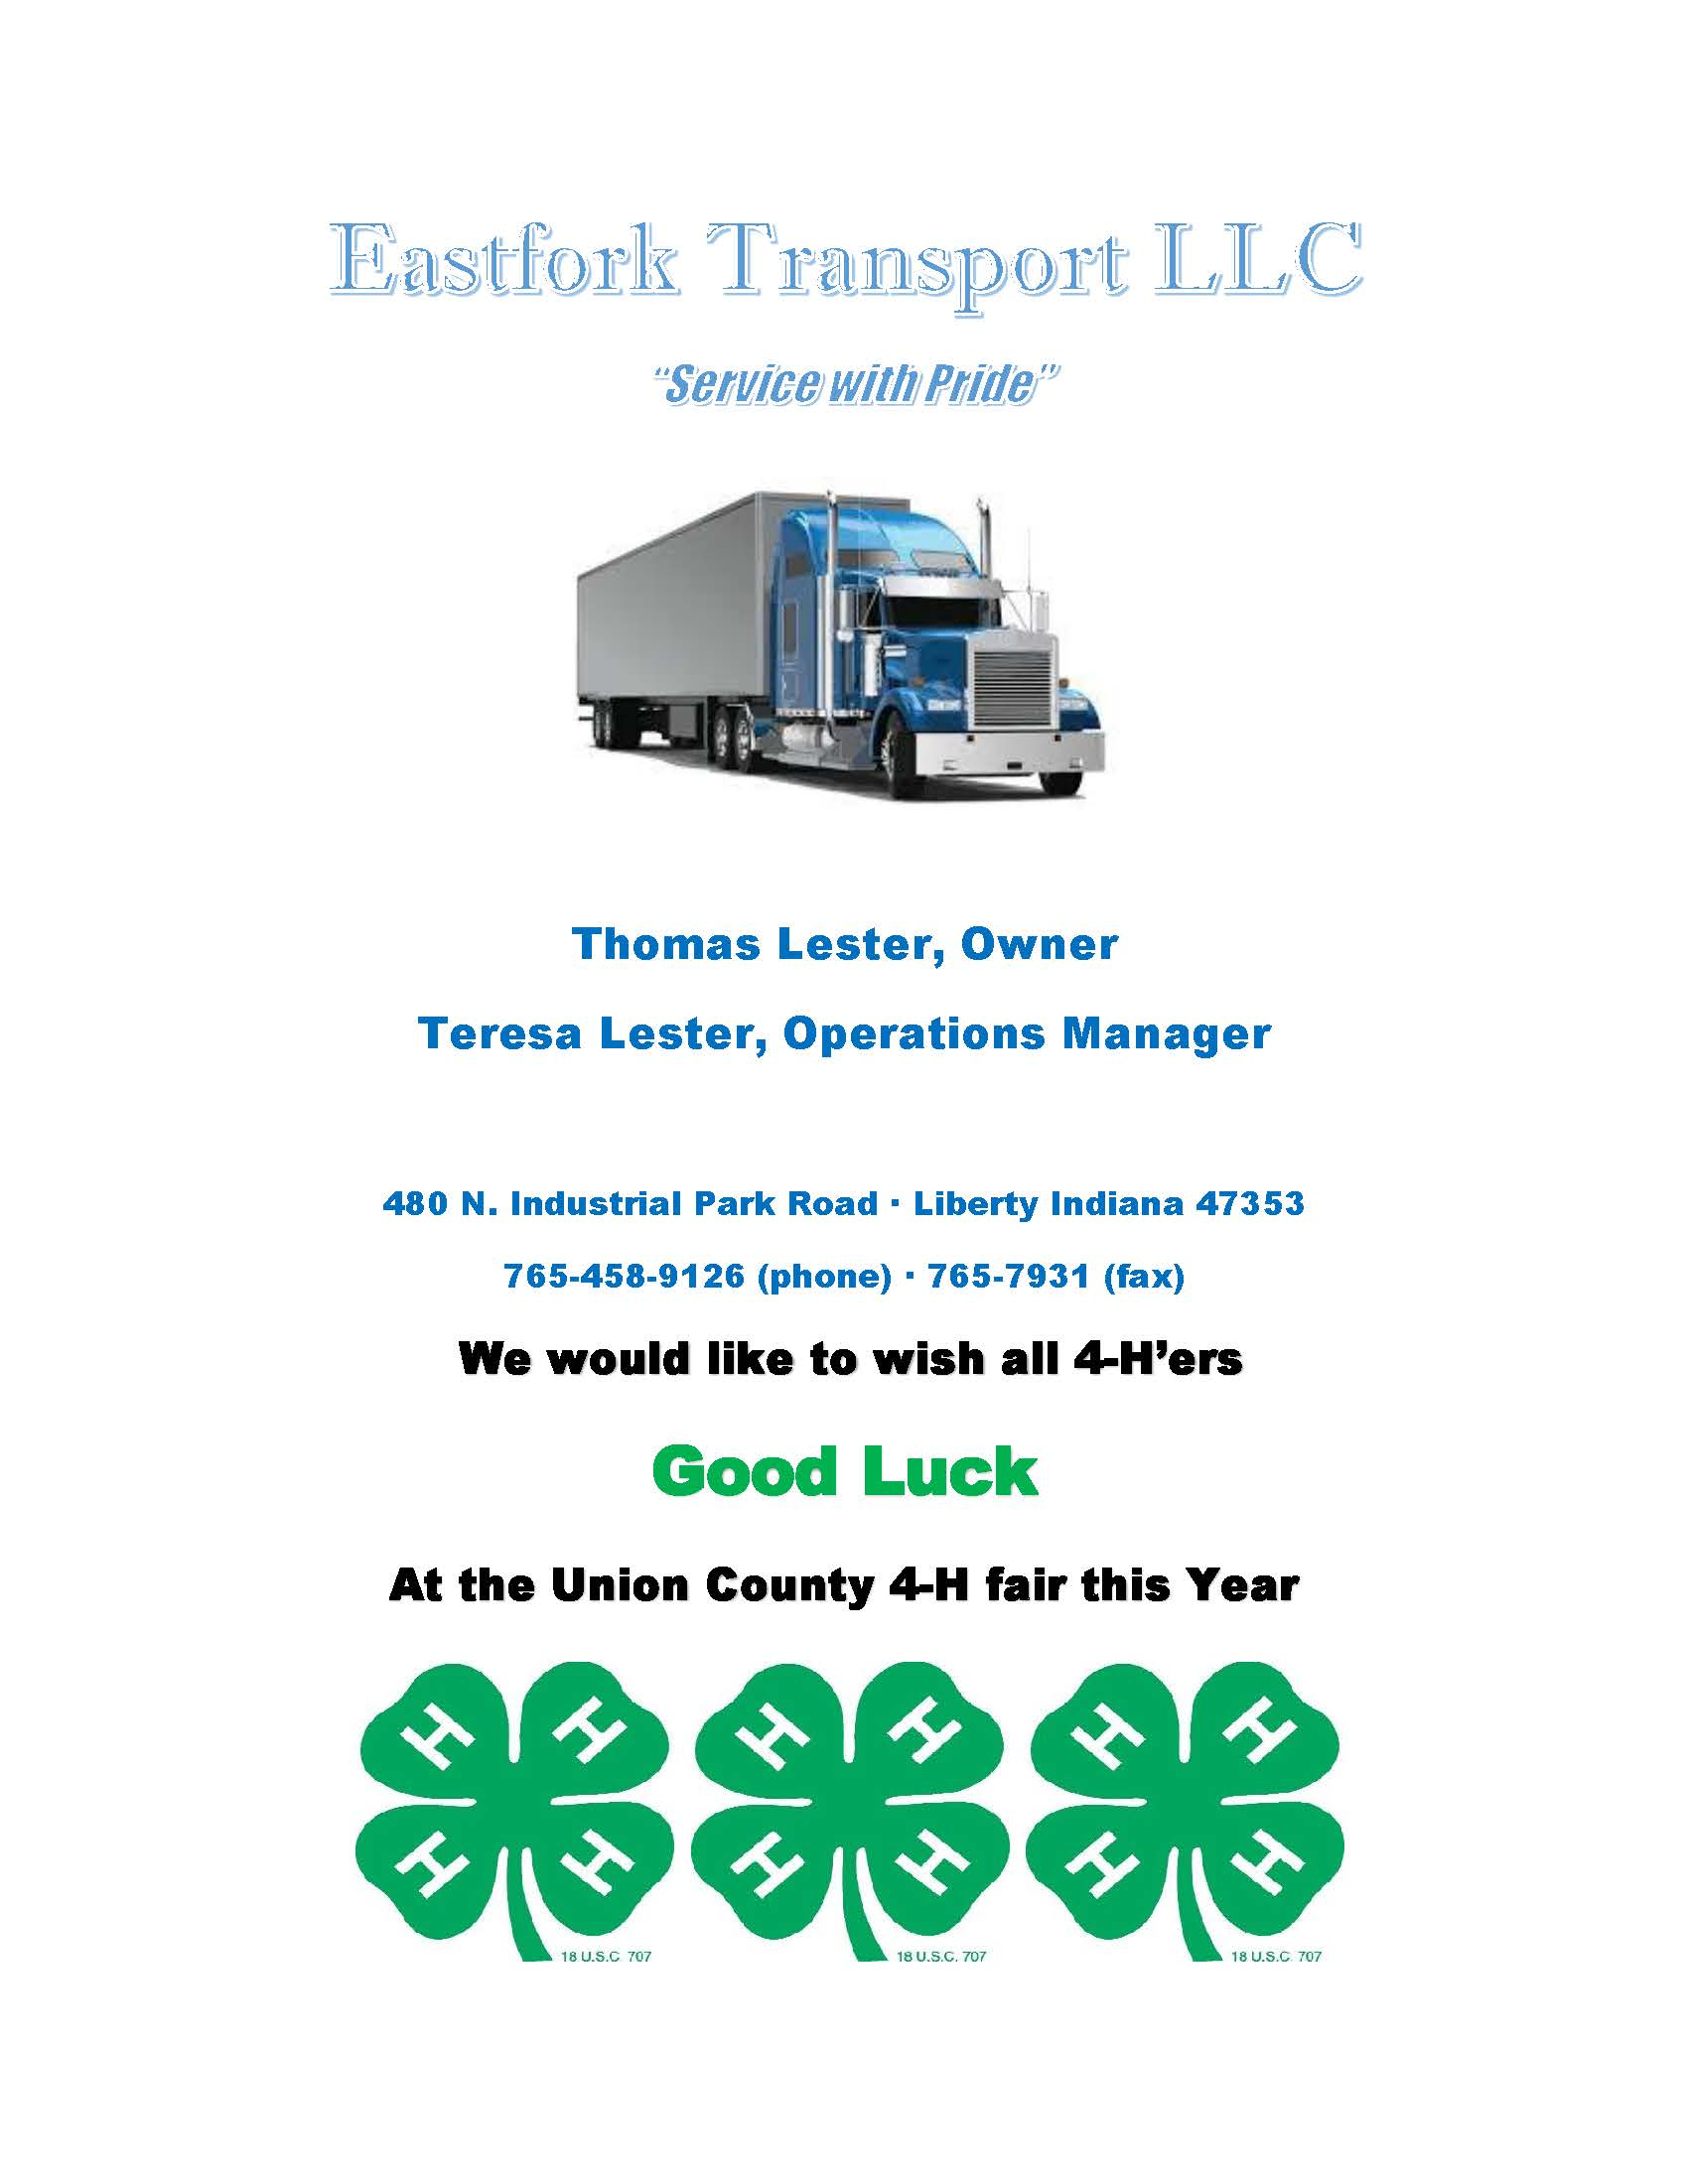 Eastfork Transport LLC
“Service with Pride”
Thomas Lester, Owner
Teresa Lester, Operations Manager
480 N. Industrial Park Road · Liberty Indiana 47353
765-458-9126 (phone) · 765-7931 (fax)
We would like to wish all 4-H’ers
Good Luck
At the Union County 4-H fair this Year
H H H H H H
H H H H H H
18 U.S.C. 707 18 U.S.C. 707 18 U.S.C. 707